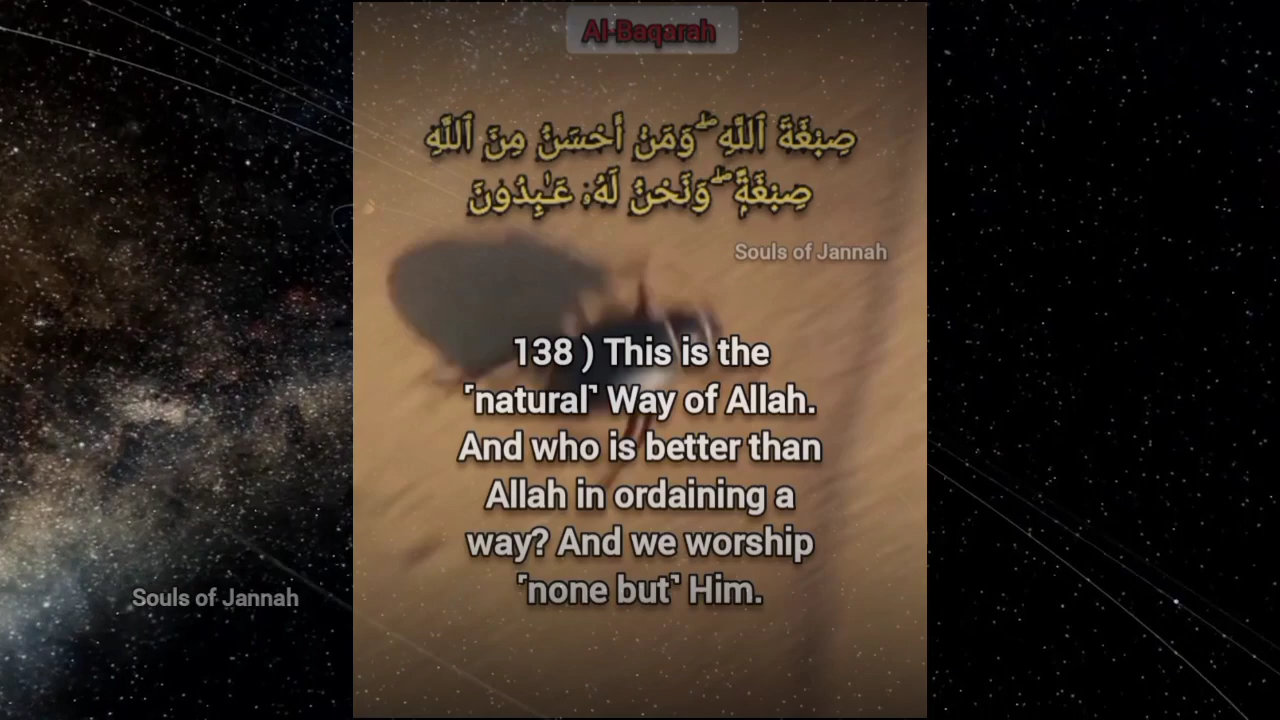 Al-Baqarah
صِبْغَةَ ٱللَّهِ ۖ وَمَنْ أَحْسَنُ مِنَ ٱللَّهِ
صِبْغَةًۭ ۖ وَنَحْنُ لَهُۥ عَـٰبِدُونَ
Souls of Jannah
138 ) This is the
˹natural˺ Way of Allah.
And who is better than
Allah in ordaining a
way? And we worship
˹none but˺ Him.
Souls of Jannah